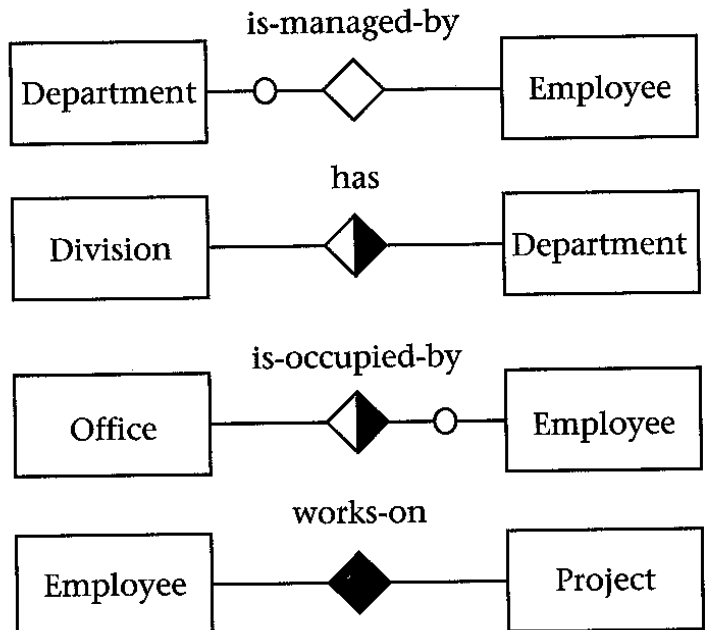 is-managed-by
Department
Employee
has
Division
Department
is-occupied-by
Office
Employee
works-on
Employee
Project